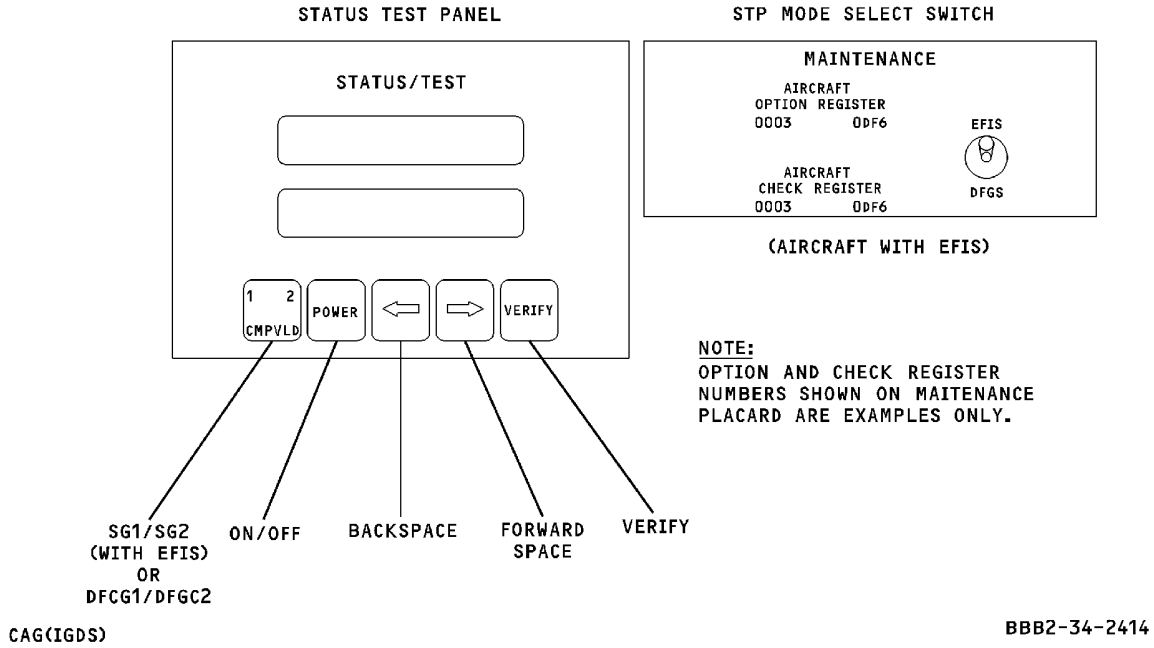 STATUS TEST PANEL
STP MODE SELECT SWITCH
STATUS/TEST
MAINTENANCE
AIRCRAFT
OPTION REGISTER
0003 0DF6
AIRCRAFT
CHECK REGISTER
0003 0DF6
EFIS
DFGS
(AIRCRAFT WITH EFIS)
1 2
CMPVLD
POWER
VERIFY
NOTE:
OPTION AND CHECK REGISTER
NUMBERS SHOWN ON MAITENANCE
PLACARD ARE EXAMPLES ONLY.
SG1/SG2
(WITH EFIS)
OR
DFCG1/DFGC2
ON/OFF
BACKSPACE
FORWARD
SPACE
VERIFY
CAG(IGDS)
BBB2-34-2414